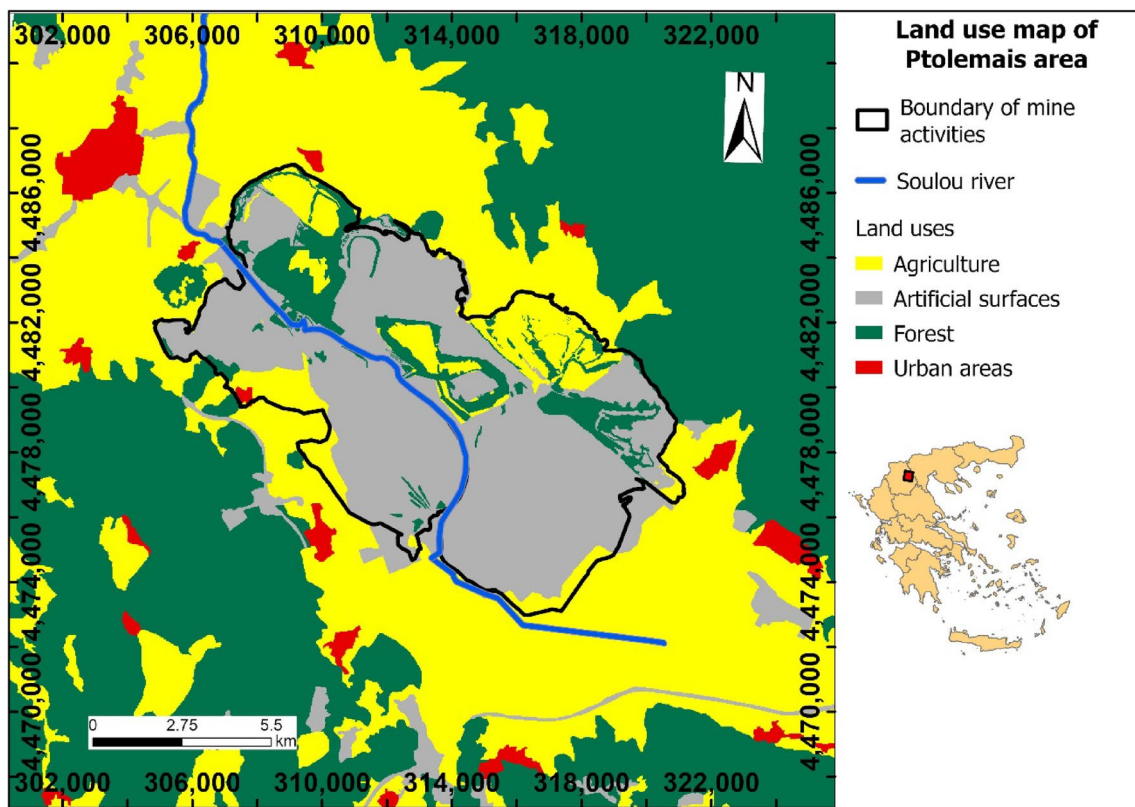 302,000 306,000 310,000 314,000 318,000 322,000
N
4,486,000
4,482,000
4,478,000
4,474,000
4,470,000
4,486,000
4,482,000
4,478,000
4,474,000
4,470,000
0 2.75 5.5
km
302,000 306,000 310,000 314,000 318,000 322,000
Land use map of
Ptolemais area
Boundary of mine
activities
Soulou river
Land uses
Agriculture
Artificial surfaces
Forest
Urban areas